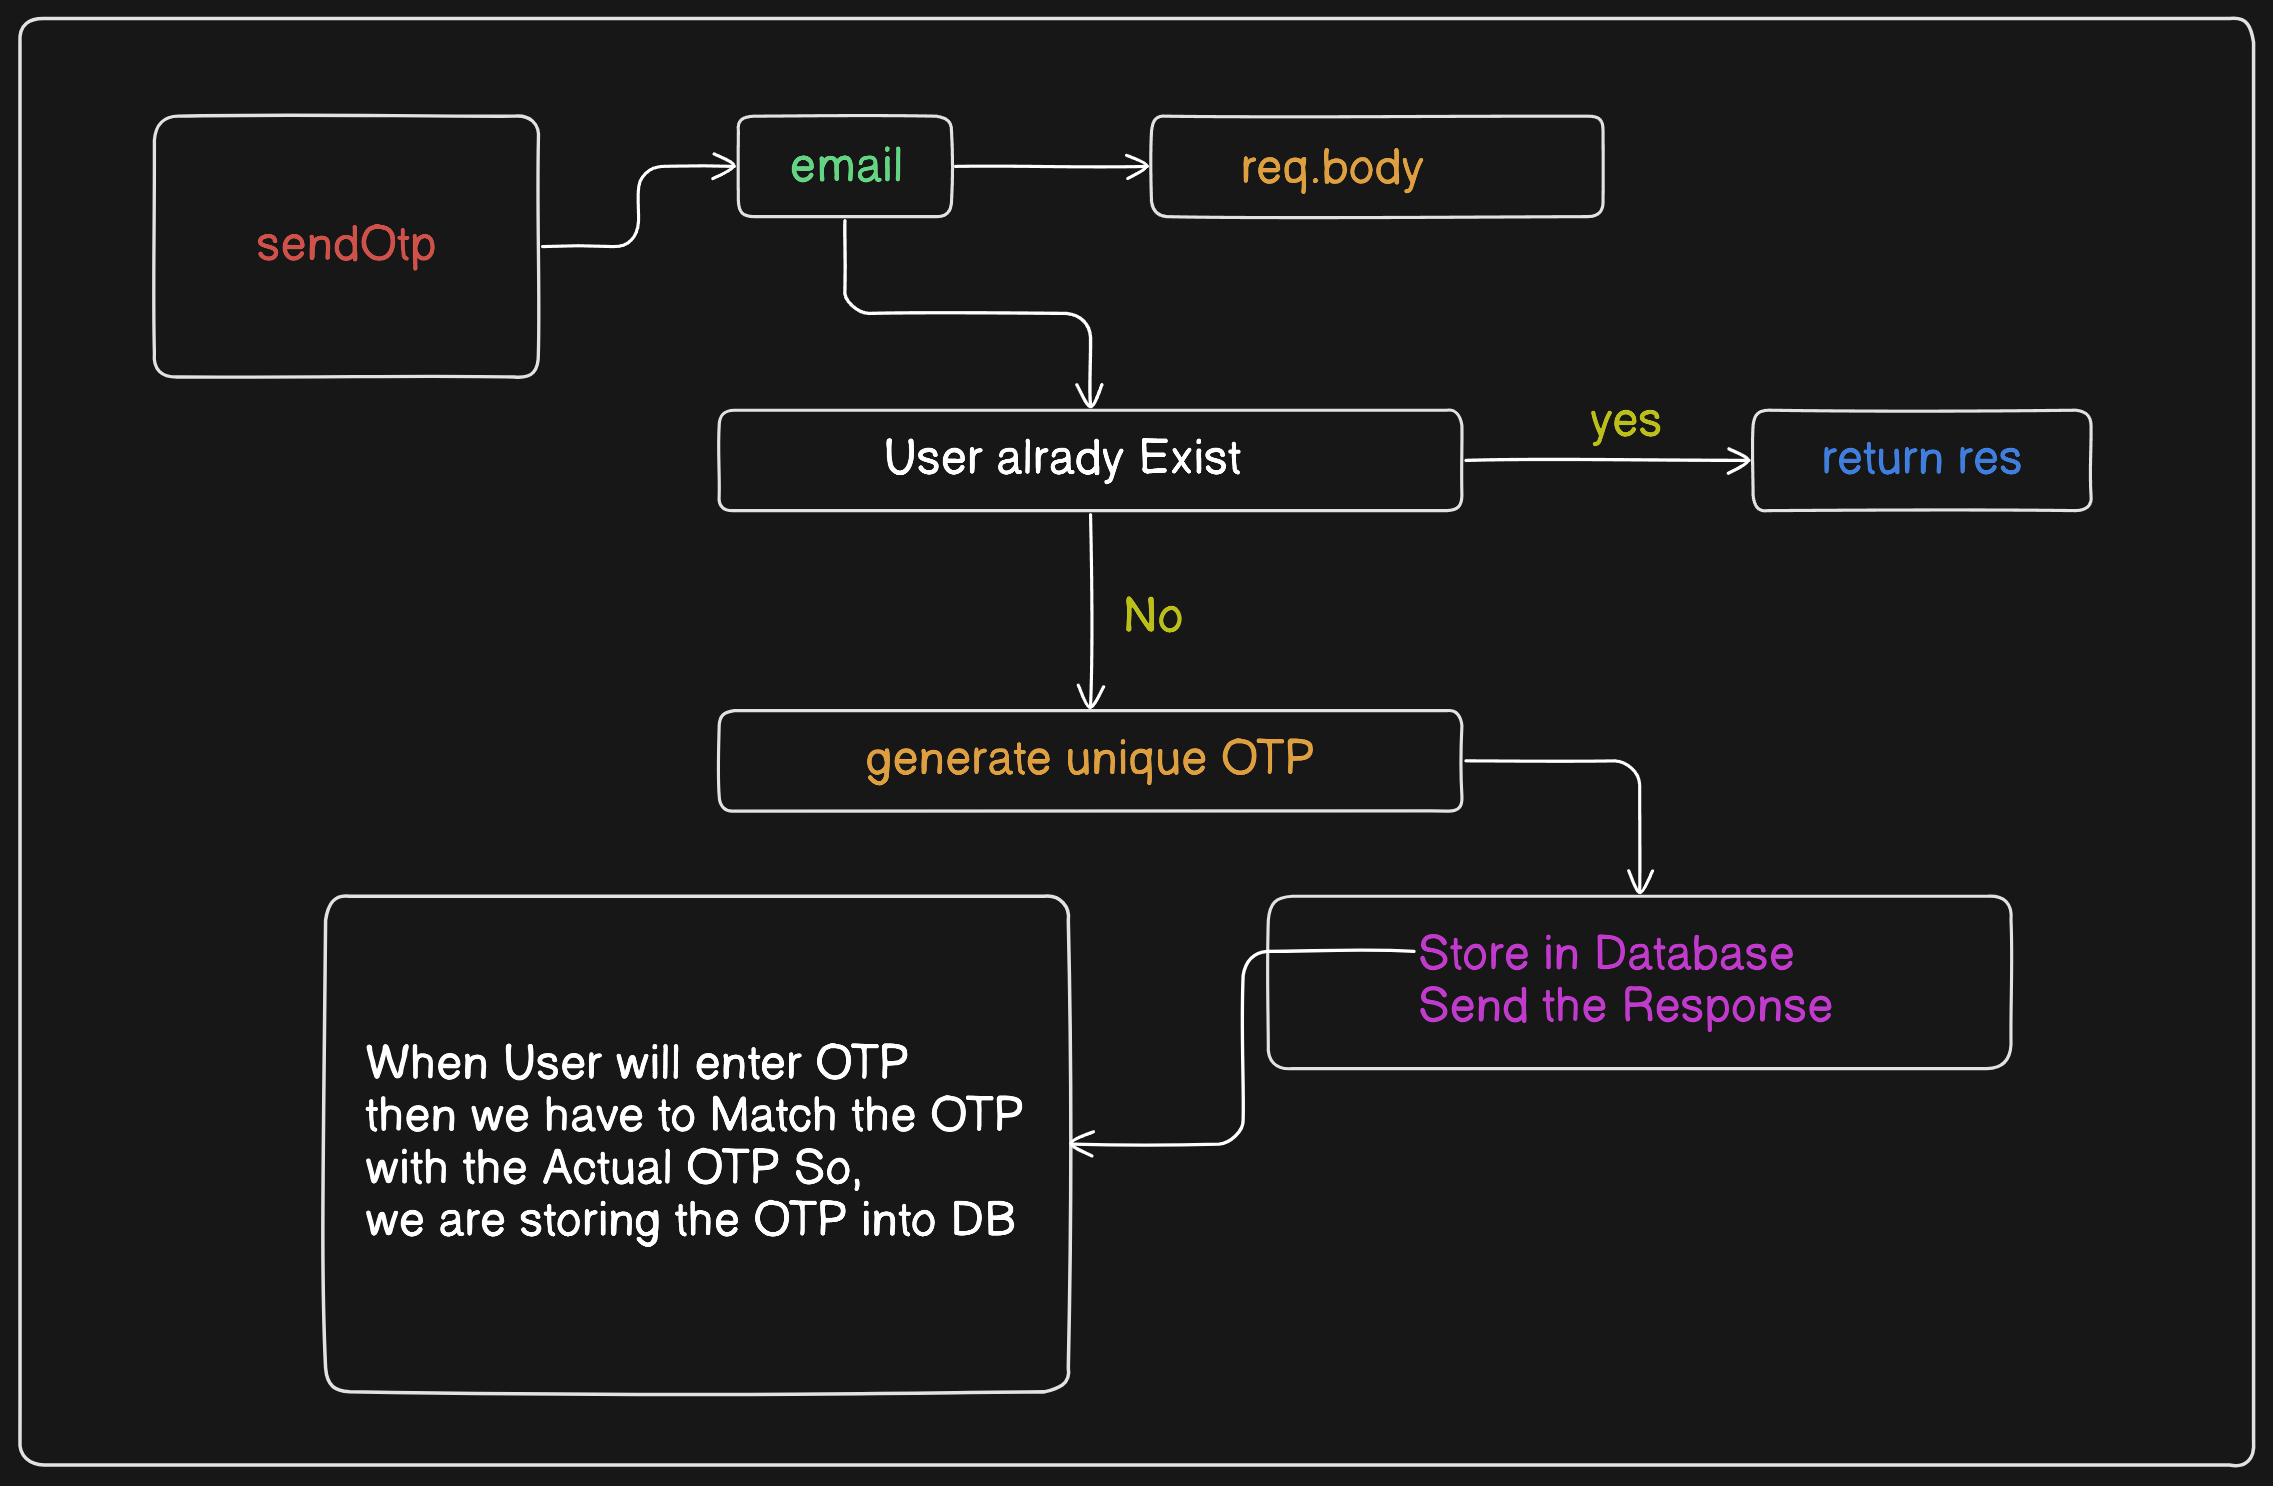 sendOtp
email
req.body
User alrady Exist
yes
return res
No
generate unique OTP
Store in Database
Send the Response
When User will enter OTP
then we have to Match the OTP
with the Actual OTP So,
we are storing the OTP into DB